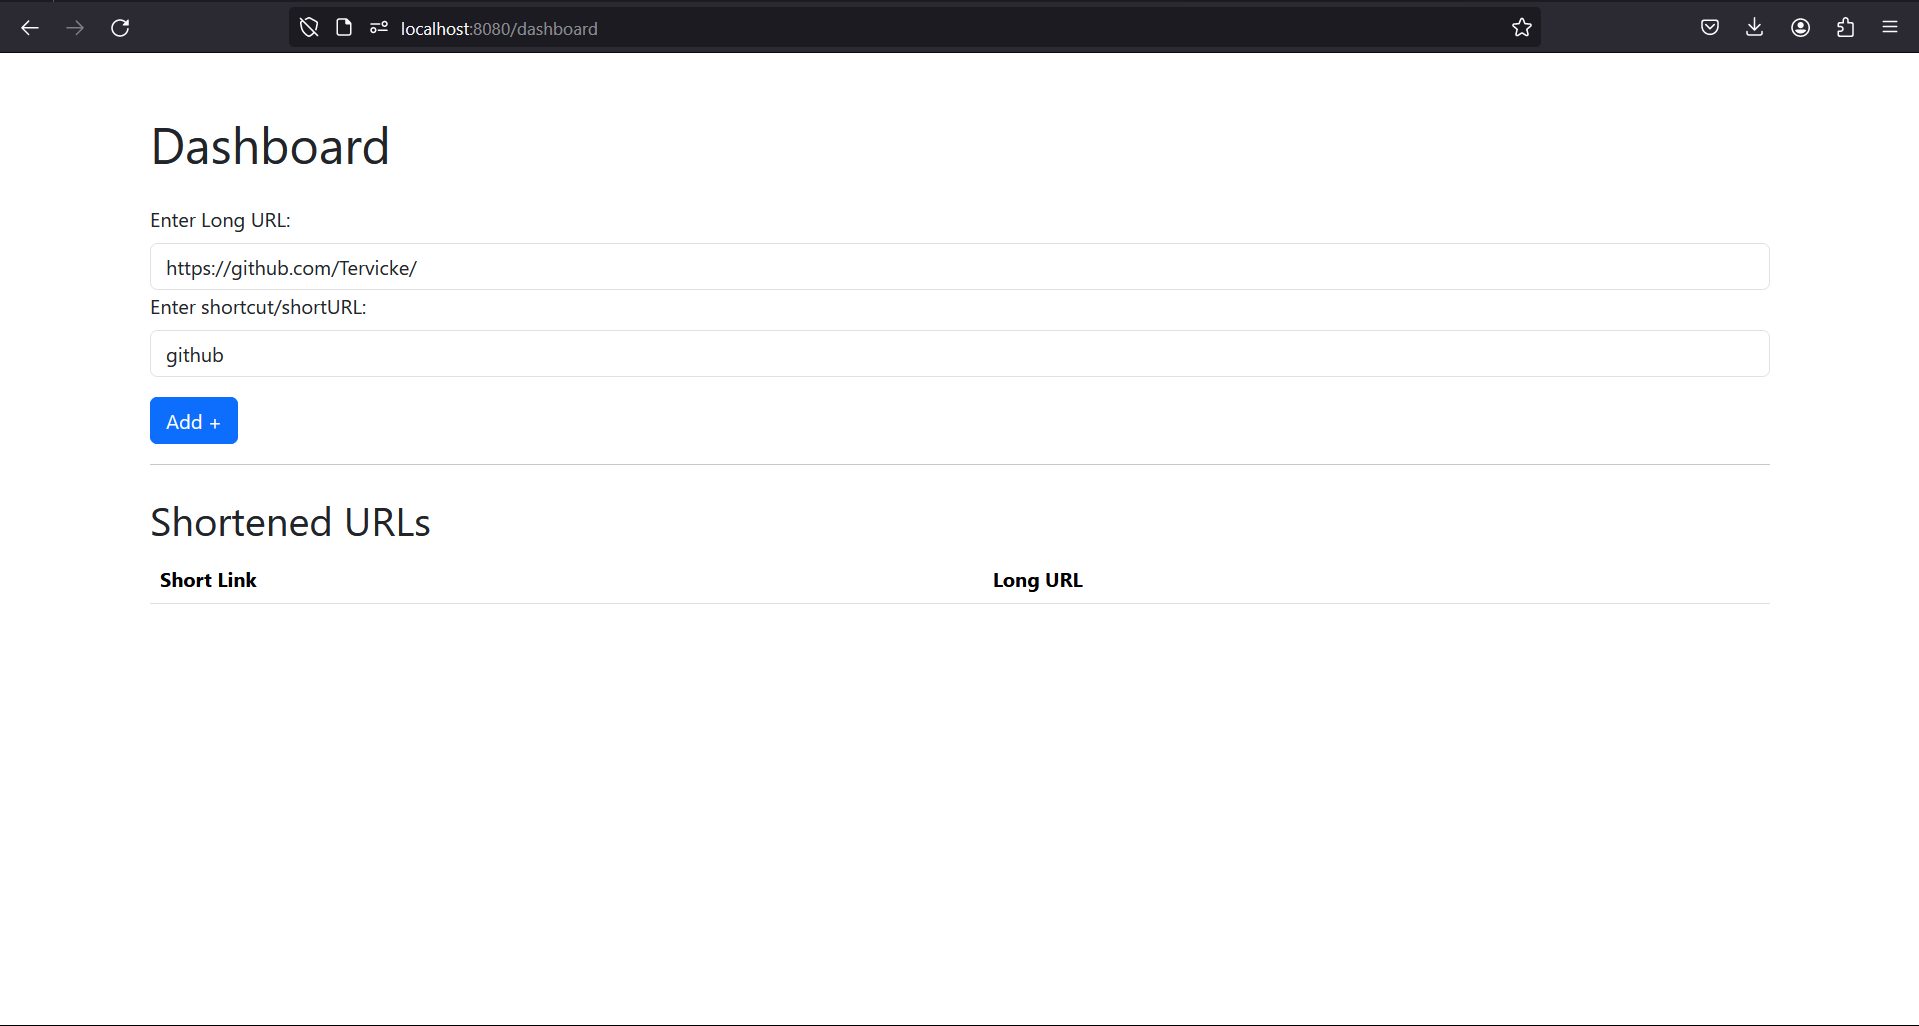 localhost:8080/dashboard
Dashboard
Enter Long URL:
https://github.com/Tervicke/
Enter shortcut/shortURL:
github
Add +
Shortened URLs
Short Link Long URL